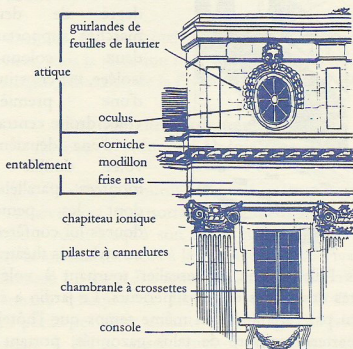 guirlandes de
feuilles de laurier
attique
oculus
corniche
entablement
modillon
frise nue
chapiteau ionique
pilastre à cannelures
chambranle à crossettes
console